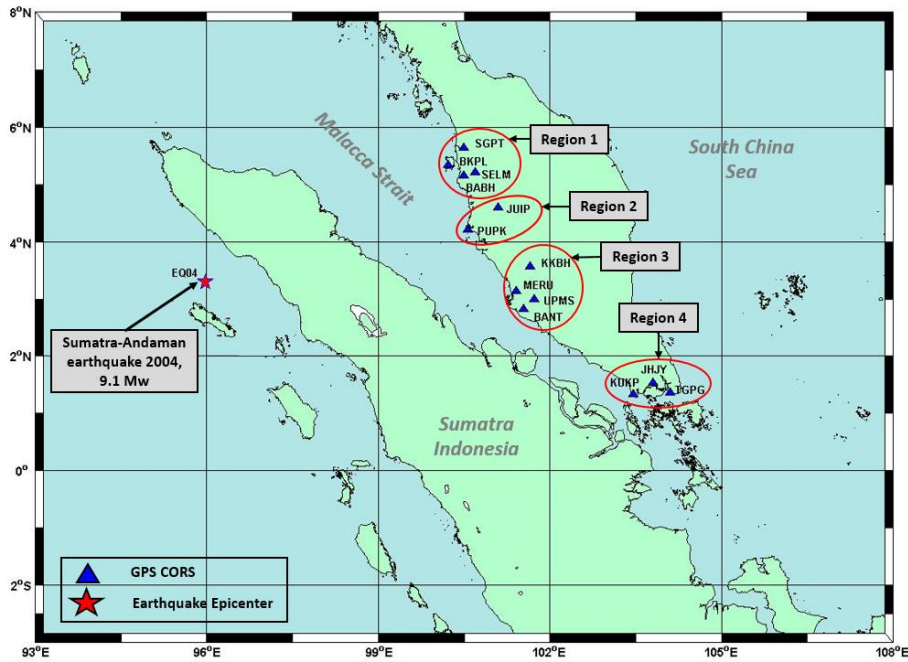 8°N
6°
4°
2°
0°
2°S
93°
96°
99°
102°
105°
108°E
Malacca Strait
South China
Sea
Sumatra
Indonesia
Region 1
SGPT
BKPL
SELM
BABH
Region 2
JUIP
PUPK
Region 3
KKBH
MERU
UPMS
BANT
Region 4
JHJY
KUKP
TGPG
EQ04
Sumatra-Andaman
earthquake 2004,
9.1 Mw
GPS CORS
Earthquake Epicenter